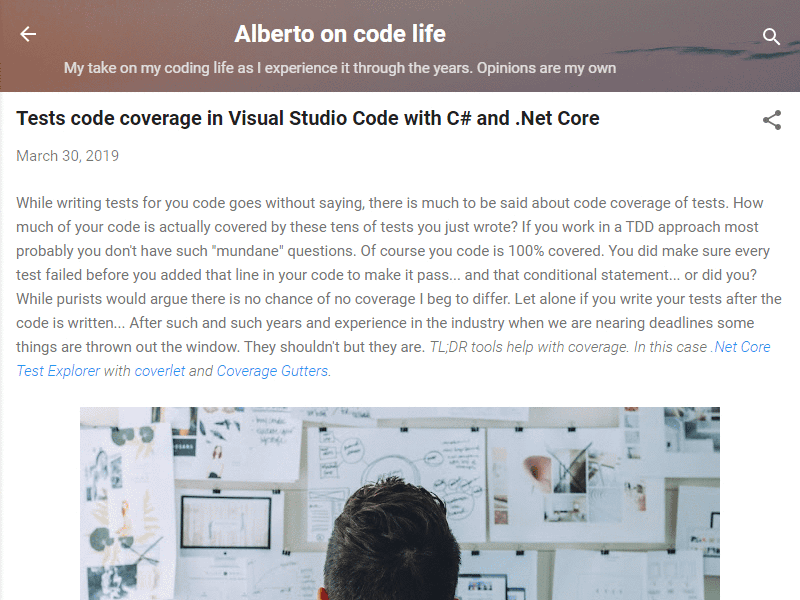 Alberto on code life
My take on my coding life as I experience it through the years. Opinions are my own
Tests code coverage in Visual Studio Code with C# and .Net Core
March 30, 2019
While writing tests for you code goes without saying, there is much to be said about code coverage of tests. How
much of your code is actually covered by these tens of tests you just wrote? If you work in a TDD approach most
probably you don't have such "mundane" questions. Of course you code is 100% covered. You did make sure every
test failed before you added that line in your code to make it pass... and that conditional statement... or did you?
While purists would argue there is no chance of no coverage I beg to differ. Let alone if you write your tests after the
code is written... After such and such years and experience in the industry when we are nearing deadlines some
things are thrown out the window. They shouldn't but they are. TL;DR tools help with coverage. In this case .Net Core
Test Explorer with coverlet and Coverage Gutters.